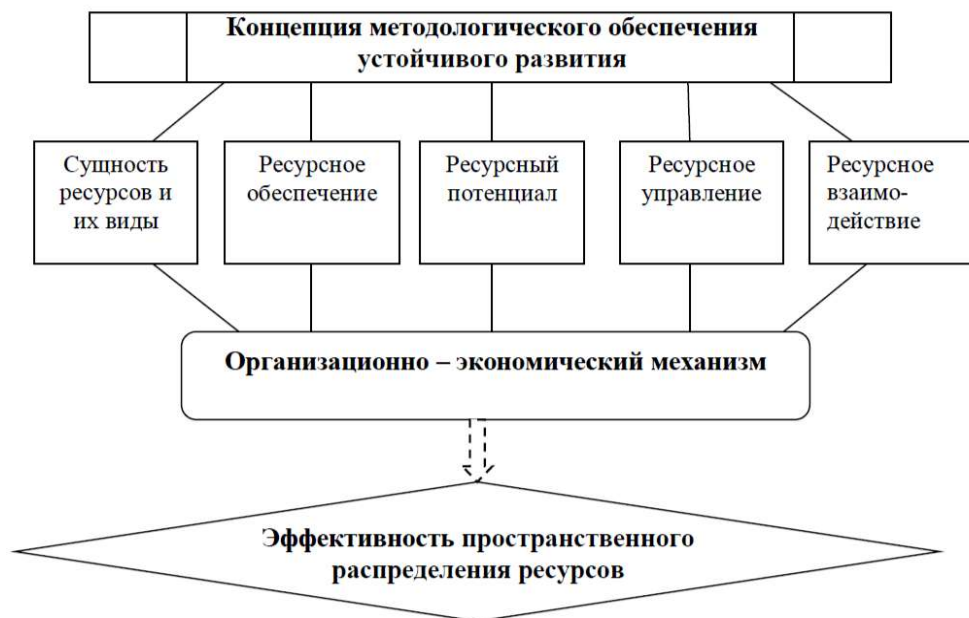 Концепция методологического обеспечения
устойчивого развития
Сущность
ресурсов и
их виды
Ресурсное
обеспечение
Ресурсный
потенциал
Ресурсное
управление
Ресурсное
взаимо-
действие
Организационно – экономический механизм
Эффективность пространственного
распределения ресурсов